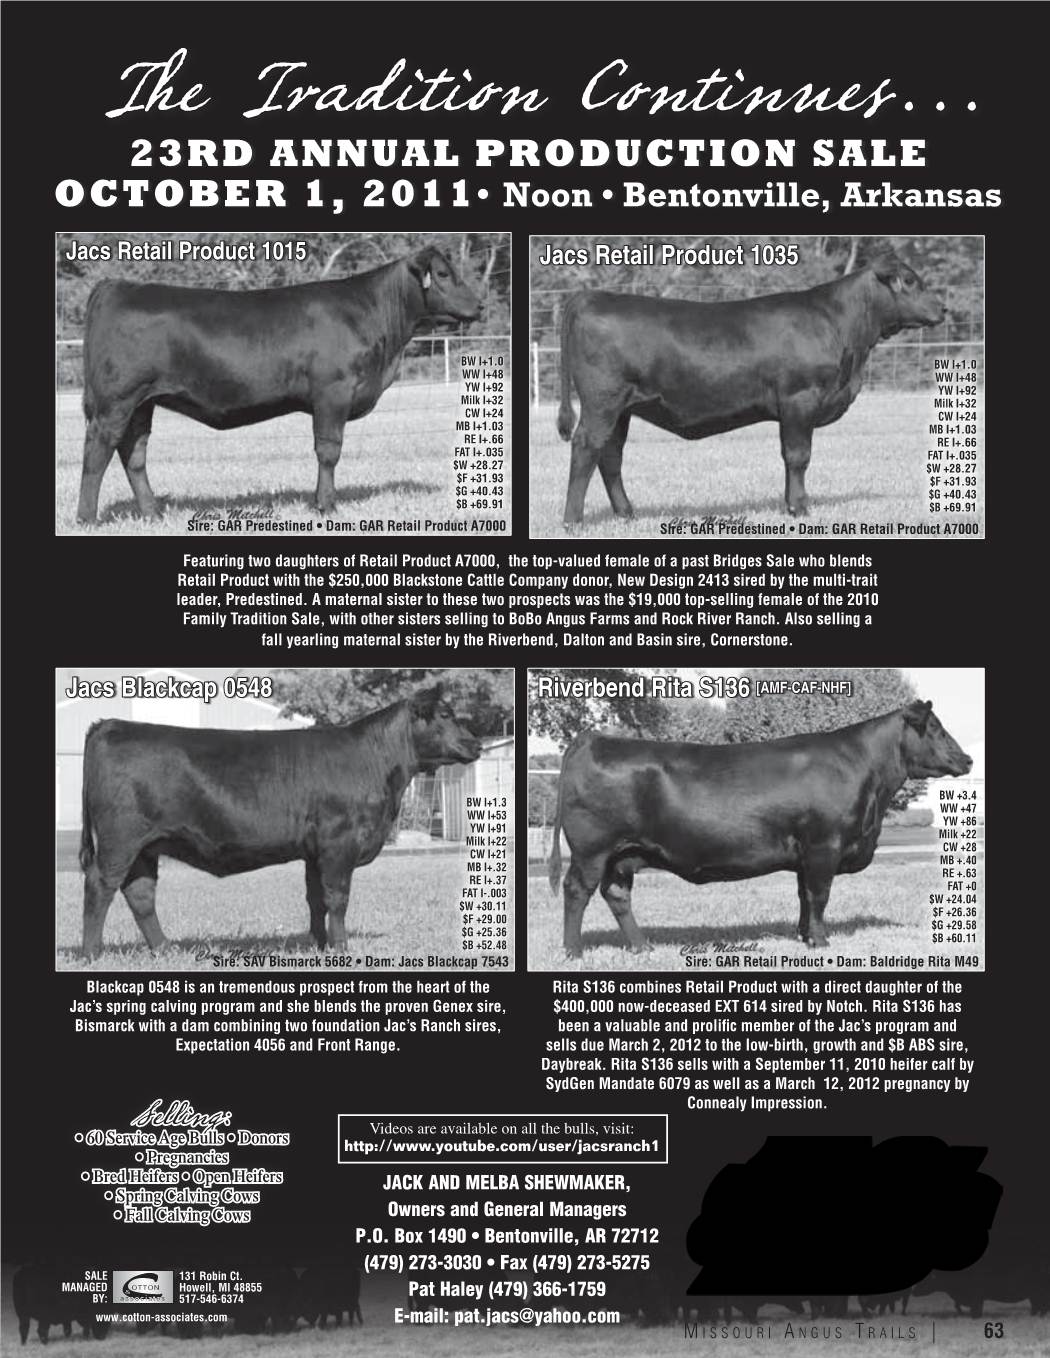 The Tradition Continues...
23RD ANNUAL PRODUCTION SALE
OCTOBER 1, 2011 • Noon • Bentonville, Arkansas
Jacs Retail Product 1015
BW I+1.0
WW I+48
YW I+92
Milk I+32
CW I+24
MB I+1.03
RE I+.66
FAT I+.035
$W +28.27
$F +31.93
$G +40.43
$B +69.91
Chris Mitchell ©
Sire: GAR Predestined • Dam: GAR Retail Product A7000
Jacs Retail Product 1035
BW I+1.0
WW I+48
YW I+92
Milk I+32
CW I+24
MB I+1.03
RE I+.66
FAT I+.035
$W +28.27
$F +31.93
$G +40.43
$B +69.91
Chris Mitchell
Sire: GAR Predestined • Dam: GAR Retail Product A7000
Featuring two daughters of Retail Product A7000, the top-valued female of a past Bridges Sale who blends
Retail Product with the $250,000 Blackstone Cattle Company donor, New Design 2413 sired by the multi-trait
leader, Predestined. A maternal sister to these two prospects was the $19,000 top-selling female of the 2010
Family Tradition Sale, with other sisters selling to BoBo Angus Farms and Rock River Ranch. Also selling a
fall yearling maternal sister by the Riverbend, Dalton and Basin sire, Cornerstone.
Jacs Blackcap 0548
BW I+1.3
WW I+53
YW I+91
Milk I+22
CW I+21
MB I+.32
RE I+.37
FAT I-.003
$W +30.11
$F +29.00
$G +25.36
$B +52.48
Chris Mitchell
Sire: SAV Bismarck 5682 • Dam: Jacs Blackcap 7543
Riverbend Rita S136 [AMF-CAF-NHF]
BW +3.4
WW +47
YW +86
Milk +22
CW +28
MB +.40
RE +.63
FAT +0
$W +24.04
$F +26.36
$G +29.58
$B +60.11
Chris Mitchell ©
Sire: GAR Retail Product • Dam: Baldridge Rita M49
Blackcap 0548 is an tremendous prospect from the heart of the
Jac's spring calving program and she blends the proven Genex sire,
Bismarck with a dam combining two foundation Jac's Ranch sires,
Expectation 4056 and Front Range.
Rita S136 combines Retail Product with a direct daughter of the
$400,000 now-deceased EXT 614 sired by Notch. Rita S136 has
been a valuable and prolific member of the Jac's program and
sells due March 2, 2012 to the low-birth, growth and $B ABS sire,
Daybreak. Rita S136 sells with a September 11, 2010 heifer calf by
SydGen Mandate 6079 as well as a March 12, 2012 pregnancy by
Connealy Impression.
Selling:
• 60 Service Age Bulls • Donors
• Pregnancies
• Bred Heifers • Open Heifers
• Spring Calving Cows
• Fall Calving Cows
Videos are available on all the bulls, visit:
http://www.youtube.com/user/jacsranch1
JACK AND MELBA SHEWMAKER,
Owners and General Managers
P.O. Box 1490 • Bentonville, AR 72712
(479) 273-3030 • Fax (479) 273-5275
Pat Haley (479) 366-1759
E-mail: pat.jacs@yahoo.com
SALE
MANAGED
BY:
COTTON
associates
131 Robin Ct.
Howell, MI 48855
517-546-6374
www.cotton-associates.com
MISSOURI ANGUS TRAILS | 63